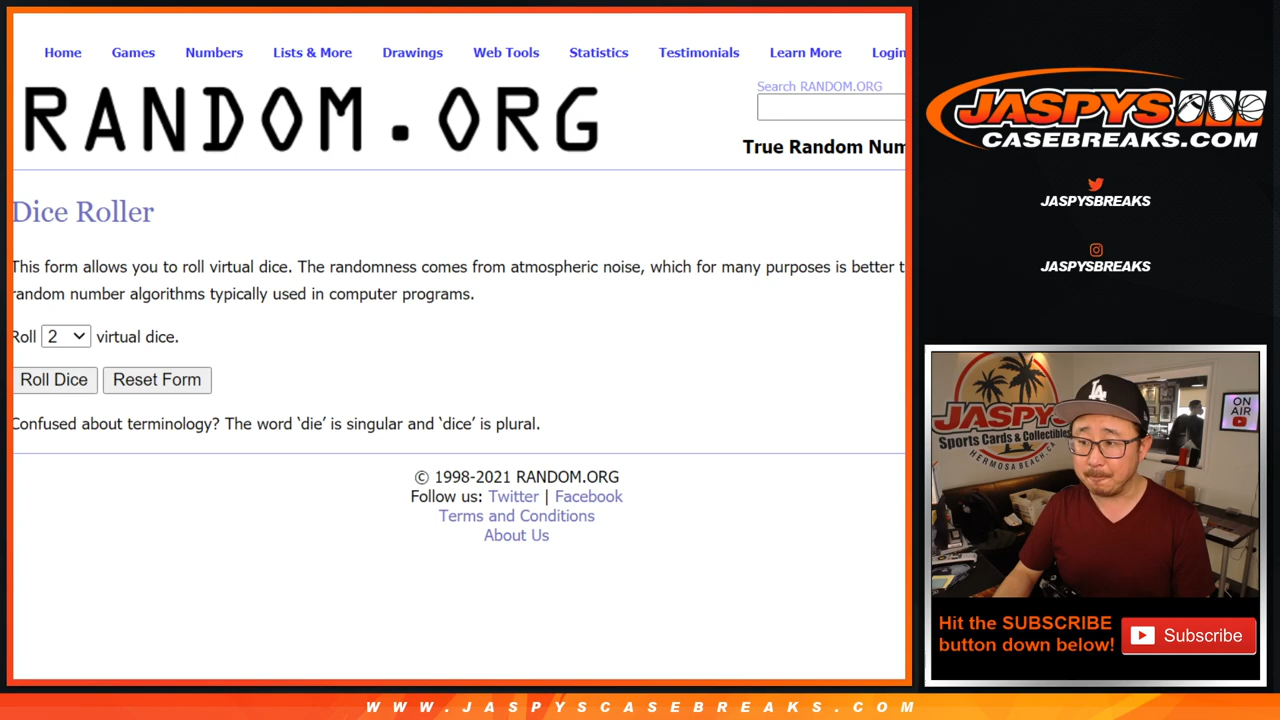 Home Games Numbers Lists & More Drawings Web Tools Statistics Testimonials Learn More Login
RANDOM.ORG
Search RANDOM.ORG
True Random Num
Dice Roller
This form allows you to roll virtual dice. The randomness comes from atmospheric noise, which for many purposes is better t
random number algorithms typically used in computer programs.
Roll 2 virtual dice.
Roll Dice Reset Form
Confused about terminology? The word ‘die’ is singular and ‘dice’ is plural.
© 1998-2021 RANDOM.ORG
Follow us: Twitter | Facebook
Terms and Conditions
About Us
JASPYS
CASEBREAKS.COM
JASPYSBREAKS
JASPYSBREAKS
JASPYS
Sports Cards & Collectibles
HERMOSA BEACH, CA
LA
ON
AIR
Hit the SUBSCRIBE
button down below!
Subscribe
WWW.JASPYSCASEBREAKS.COM